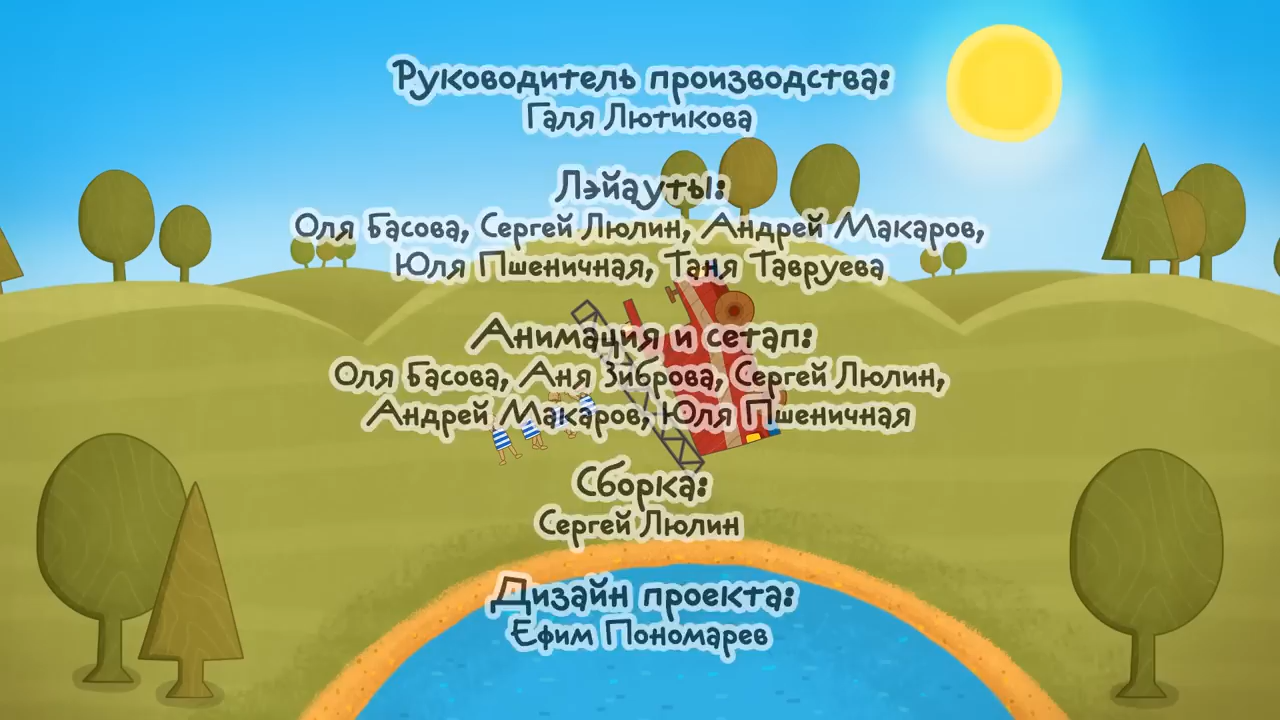 Руководитель производства:
Галя Лютикова
Лэйауты:
Оля Басова, Сергей Люлин, Андрей Макаров,
Юля Пшеничная, Таня Тавруева
Анимация и сетап:
Оля Басова, Аня Зиброва, Сергей Люлин,
Андрей Макаров, Юля Пшеничная
Сборка:
Сергей Люлин
Дизайн проекта:
Ефим Пономарев